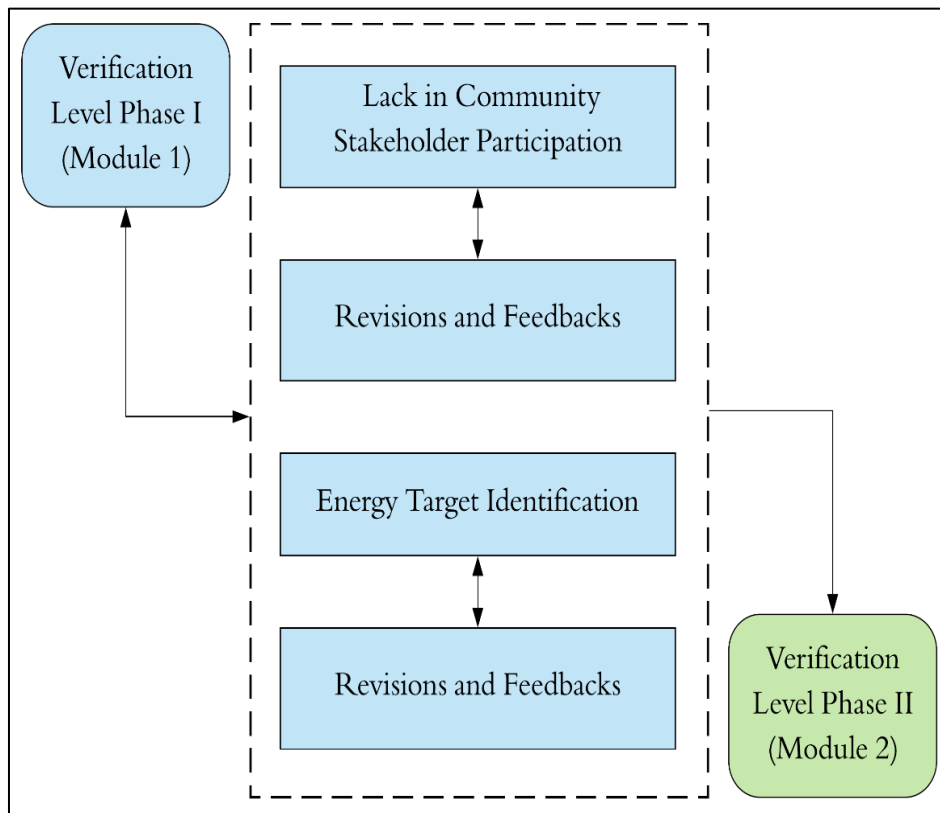 Verification
Level Phase I
(Module 1)
Lack in Community
Stakeholder Participation
Revisions and Feedbacks
Energy Target Identification
Revisions and Feedbacks
Verification
Level Phase II
(Module 2)